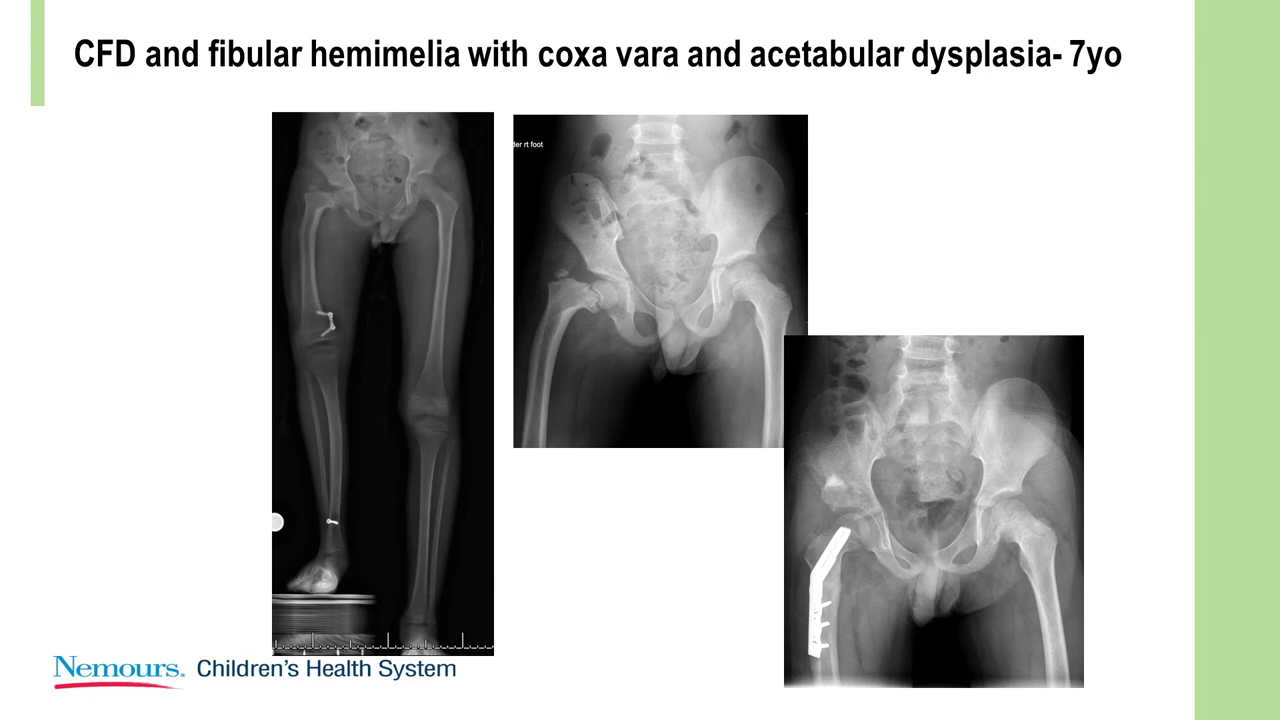 CFD and fibular hemimelia with coxa vara and acetabular dysplasia- 7yo
der rt foot
Nemours. Children's Health System